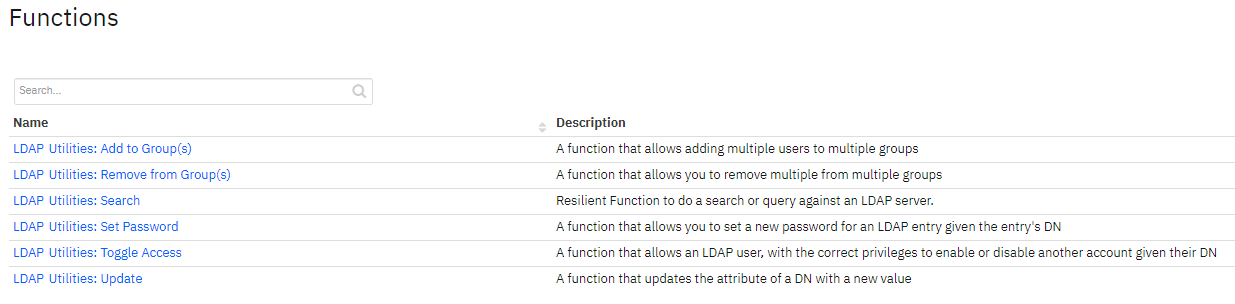 Functions
Search...
Name Description
LDAP Utilities: Add to Group(s) A function that allows adding multiple users to multiple groups
LDAP Utilities: Remove from Group(s) A function that allows you to remove multiple from multiple groups
LDAP Utilities: Search Resilient Function to do a search or query against an LDAP server.
LDAP Utilities: Set Password A function that allows you to set a new password for an LDAP entry given the entry's DN
LDAP Utilities: Toggle Access A function that allows an LDAP user, with the correct privileges to enable or disable another account given their DN
LDAP Utilities: Update A function that updates the attribute of a DN with a new value